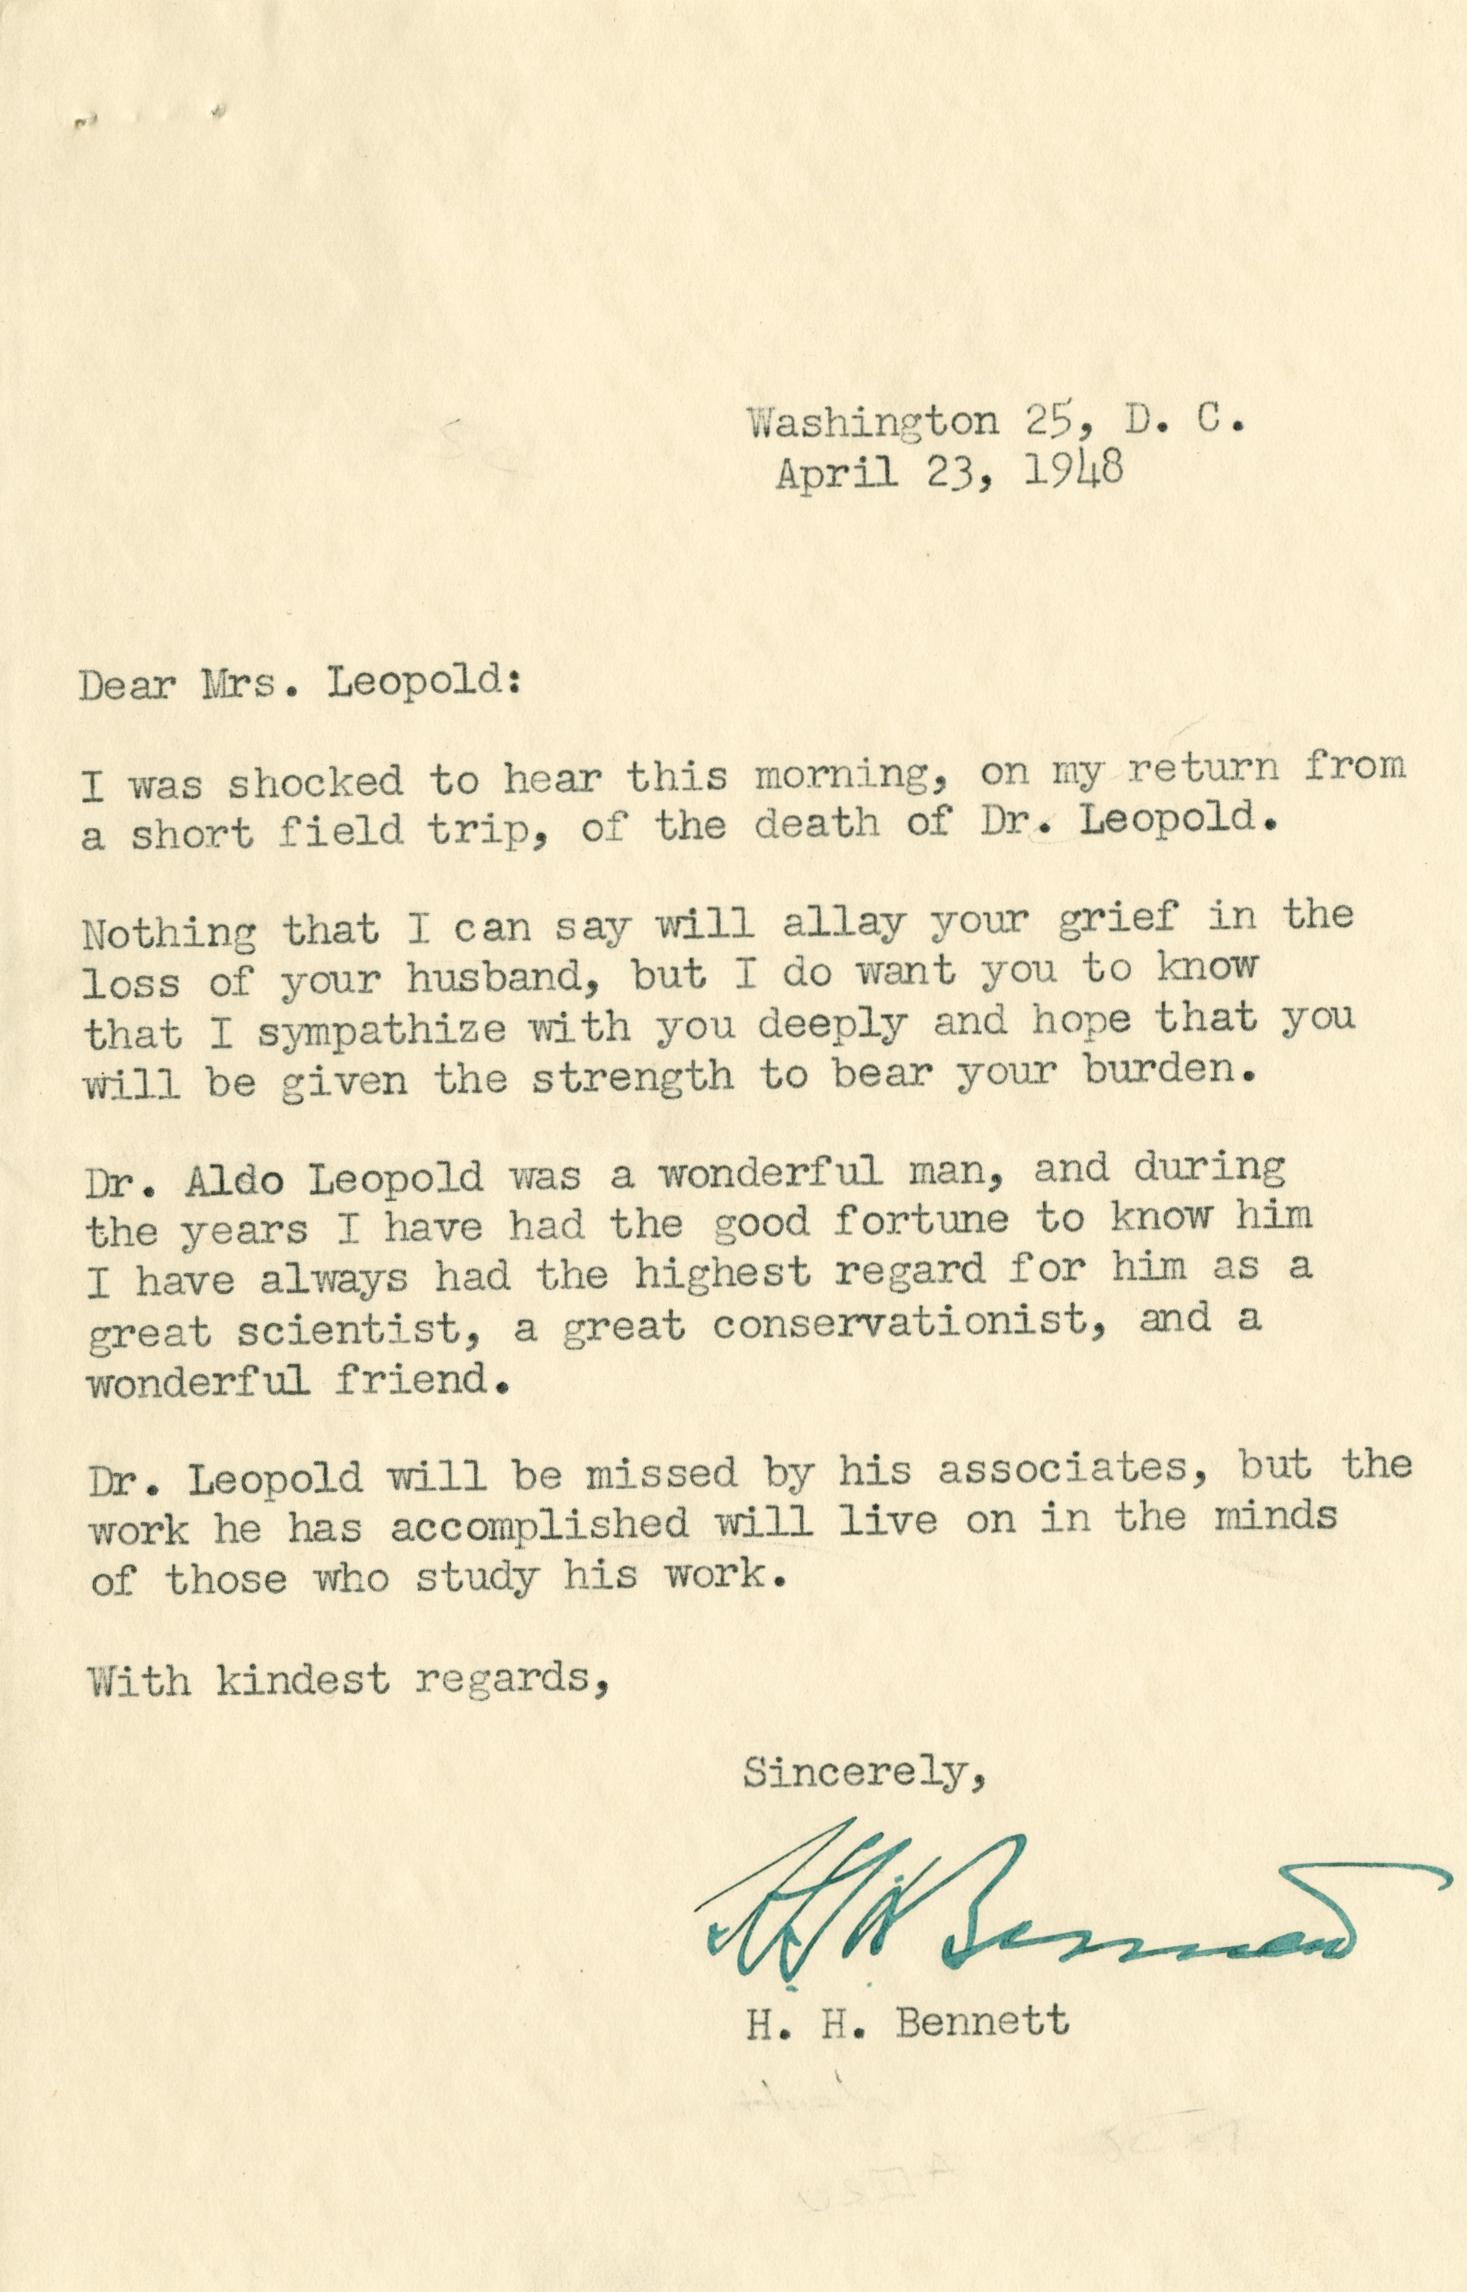 Washington 25, D. C.
April 23, 1948
Dear Mrs. Leopold:
I was shocked to hear this morning, on my return from
a short field trip, of the death of Dr. Leopold.
Nothing that I can say will allay your grief in the
loss of your husband, but I do want you to know
that I sympathize with you deeply and hope that you
will be given the strength to bear your burden.
Dr. Aldo Leopold was a wonderful man, and during
the years I have had the good fortune to know him
I have always had the highest regard for him as a
great scientist, a great conservationist, and a
wonderful friend.
Dr. Leopold will be missed by his associates, but the
work he has accomplished will live on in the minds
of those who study his work.
With kindest regards,
Sincerely,
H H Bennett
H. H. Bennett